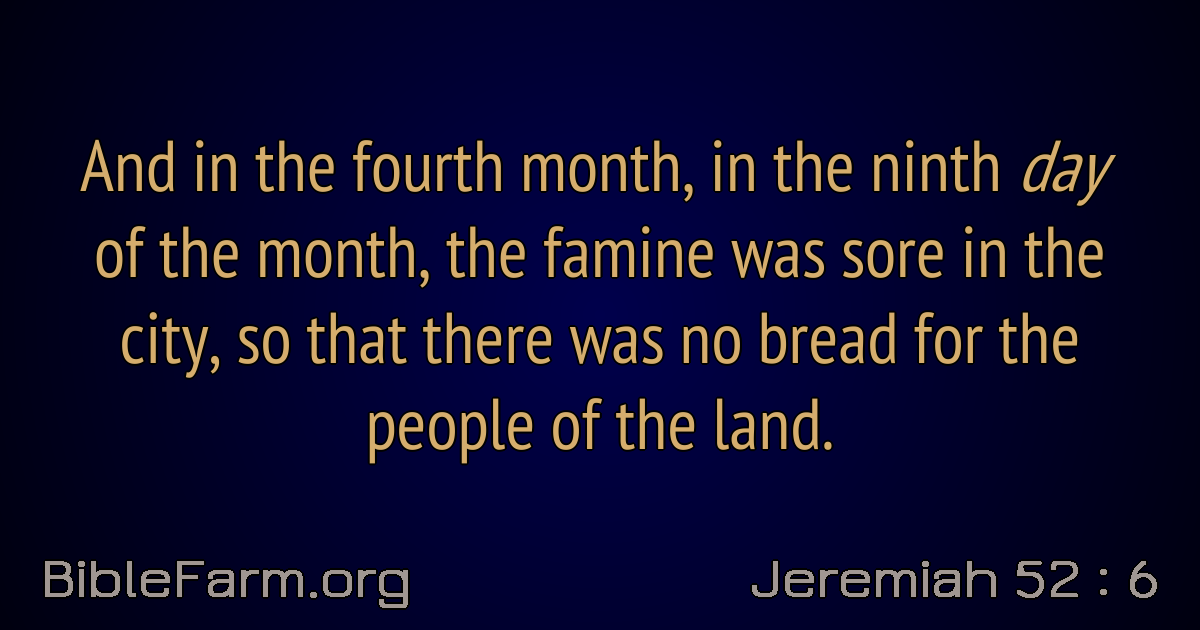 And in the fourth month, in the ninth day
of the month, the famine was sore in the
city, so that there was no bread for the
people of the land.
BibleFarm.org
Jeremiah 52 : 6